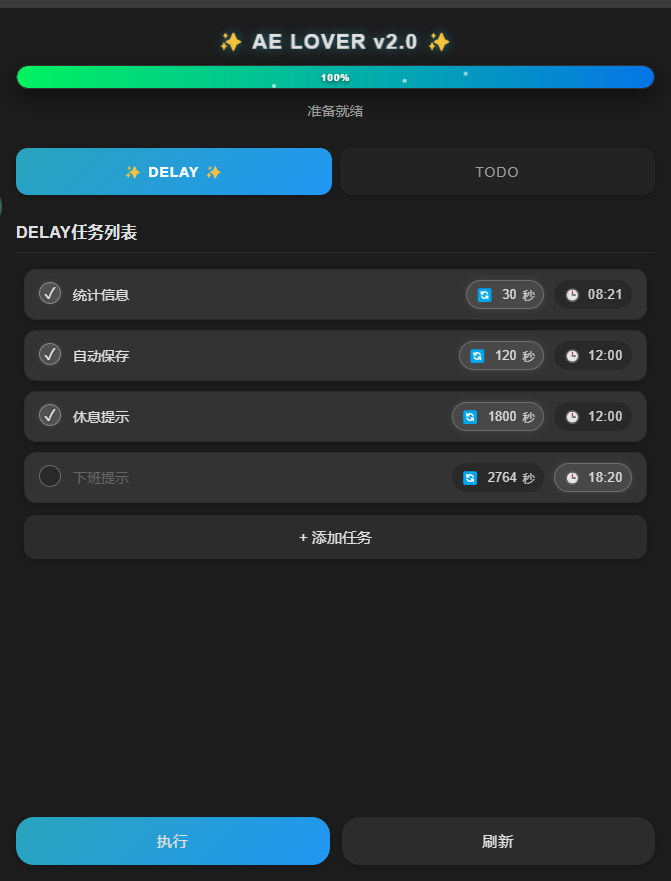 ✨ AE LOVER v2.0 ✨
100%
准备就绪
✨ DELAY ✨ TODO
DELAY任务列表
统计信息 30 秒 08:21
自动保存 120 秒 12:00
休息提示 1800 秒 12:00
下班提示 2764 秒 18:20
+ 添加任务
执行 刷新